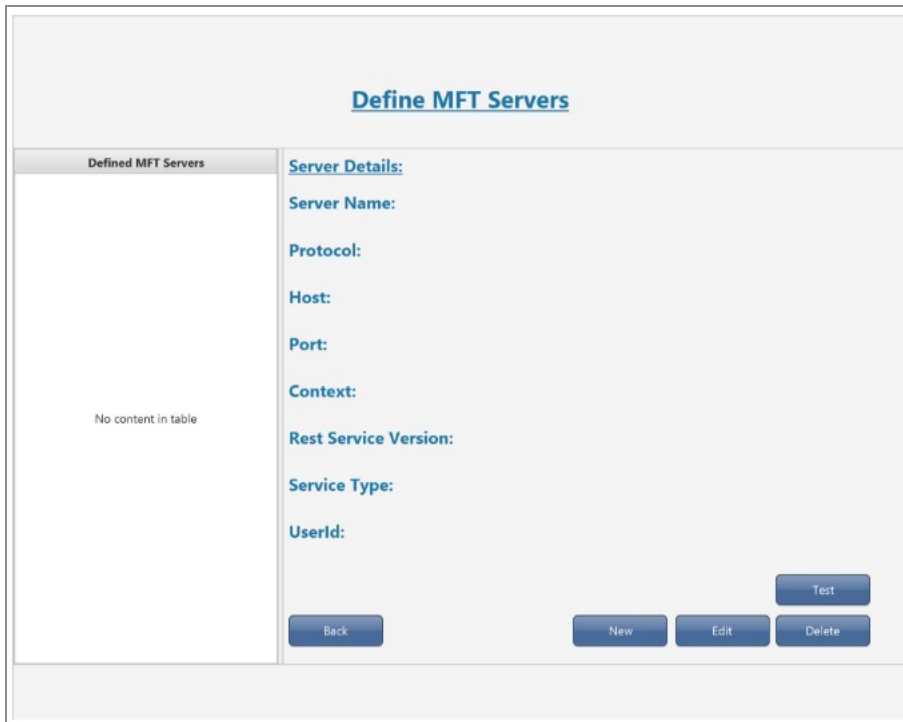 Define MFT Servers
Defined MFT Servers
No content in table
Server Details:
Server Name:
Protocol:
Host:
Port:
Context:
Rest Service Version:
Service Type:
UserId:
Test
Back
New
Edit
Delete